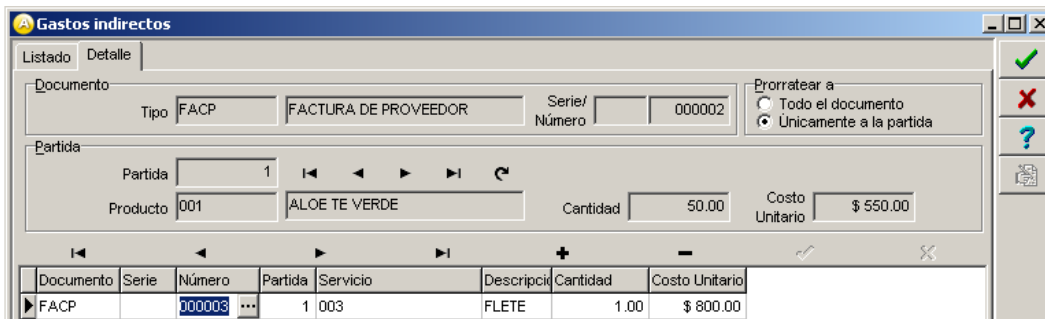 Gastos indirectos
Listado Detalle
Documento
Tipo FACP FACTURA DE PROVEEDOR Serie/ Número 000002
Prorratear a
Todo el documento
Únicamente a la partida
Partida
Partida 1
Producto 001 ALOE TE VERDE Cantidad 50.00 Costo Unitario $ 550.00
Documento Serie Número Partida Servicio Descripció Cantidad Costo Unitario
FACP 000003 ... 1 003 FLETE 1.00 $ 800.00